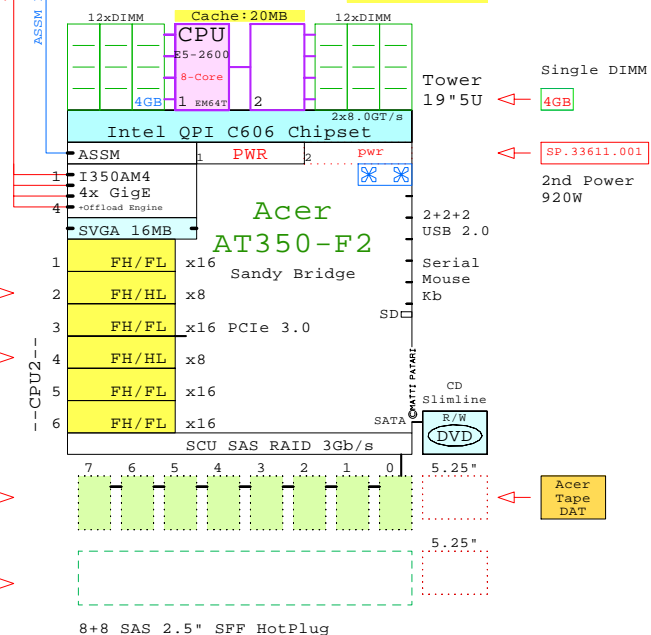 ASSM
12xDIMM
Cache:20MB
12xDIMM
CPU
E5-2600
8-Core
4GB
1 EM64T
2
Tower
19"5U
Single DIMM
4GB
2x8.0GT/s
Intel QPI C606 Chipset
ASSM
1 PWR
2 pwr
SP.33611.001
2nd Power
920W
1 I350AM4
4x GigE
4 +Offload Engine
SVGA 16MB
Acer
AT350-F2
Sandy Bridge
2+2+2
USB 2.0
Serial
Mouse
Kb
SD
1 FH/FL x16
2 FH/HL x8
3 FH/FL x16 PCIe 3.0
4 FH/HL x8
5 FH/FL x16
6 FH/FL x16
--CPU2--
©MATTI PATARI
CD
Slimline
R/W
DVD
SATA
SCU SAS RAID 3Gb/s
7 6 5 4 3 2 1 0
5.25"
Acer
Tape
DAT
5.25"
8+8 SAS 2.5" SFF HotPlug